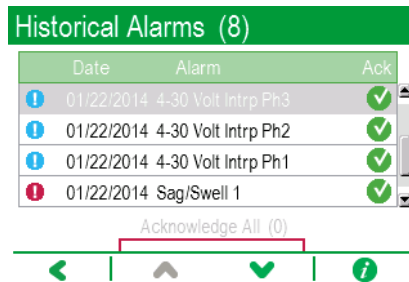 Historical Alarms (8)
Date Alarm Ack
01/22/2014 4-30 Volt Intrp Ph3
01/22/2014 4-30 Volt Intrp Ph2
01/22/2014 4-30 Volt Intrp Ph1
01/22/2014 Sag/Swell 1
Acknowledge All (0)